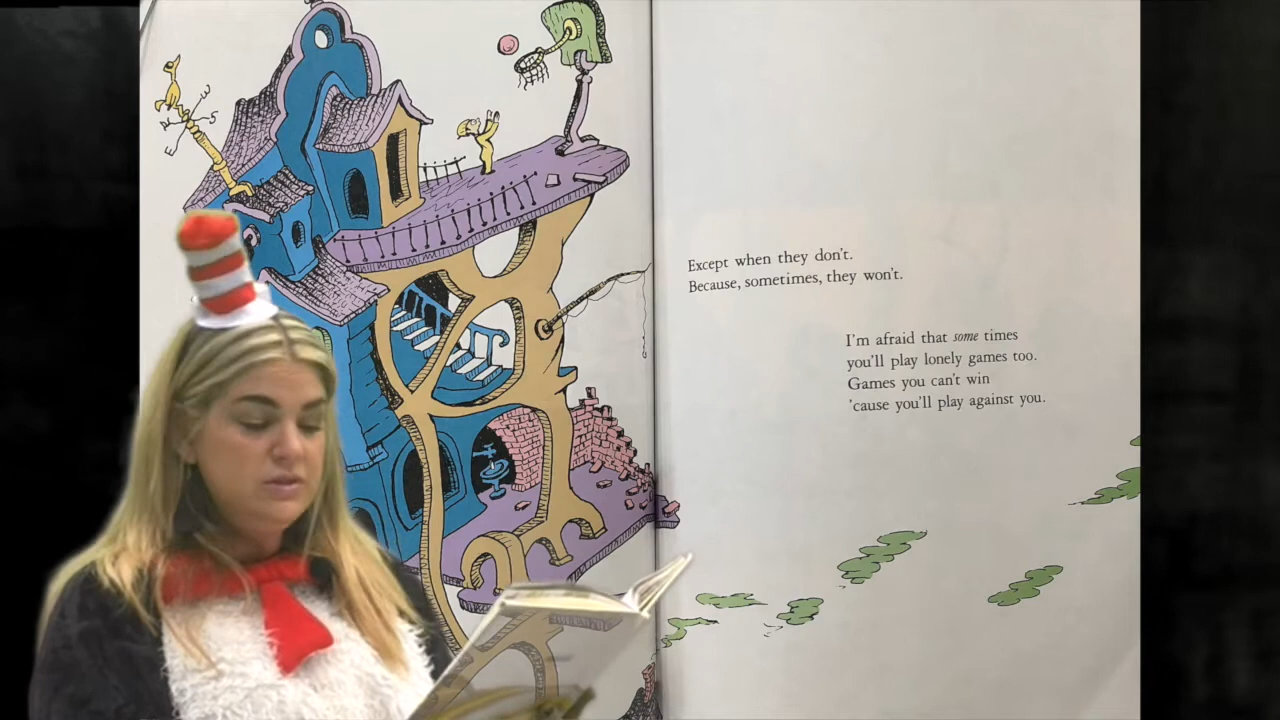 W
S
E
Except when they don't.
Because, sometimes, they won't.
I'm afraid that some times
you'll play lonely games too.
Games you can't win
'cause you'll play against you.